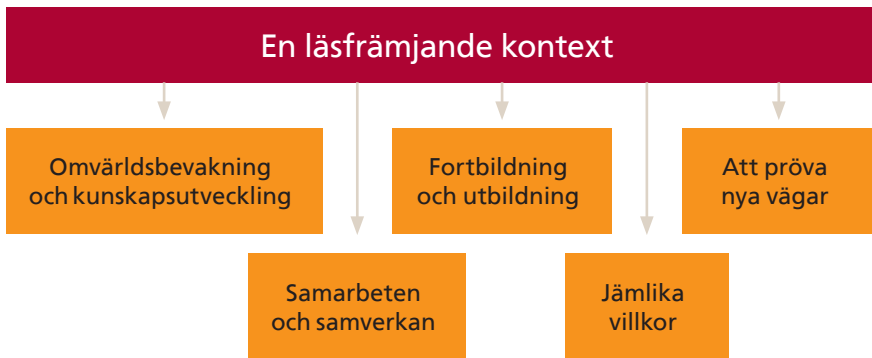 En läsfrämjande kontext
Omvärldsbevakning
och kunskapsutveckling
Fortbildning
och utbildning
Att pröva
nya vägar
Samarbeten
och samverkan
Jämlika
villkor